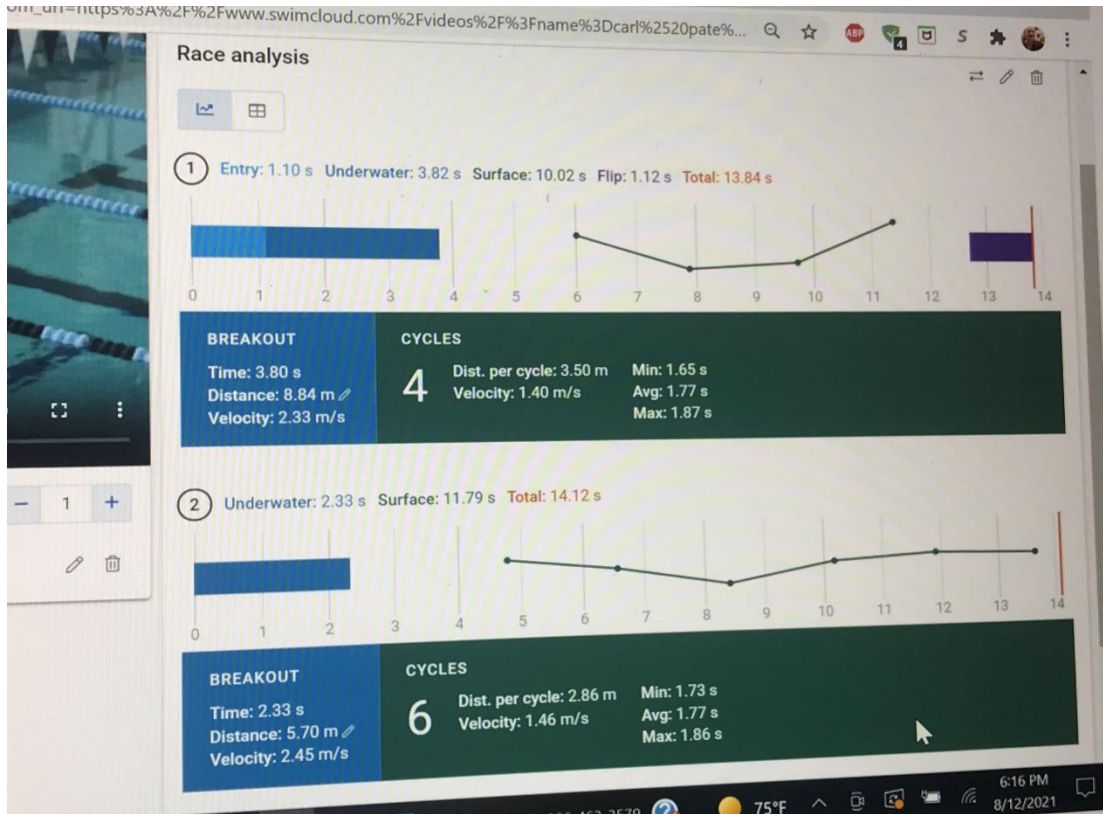 om_url=https%3A%2F%2Fwww.swimcloud.com%2Fvideos%2F%3Fname%3Dcarl%2520pate%...
ABP
4
S
Race analysis
1 Entry: 1.10 s Underwater: 3.82 s Surface: 10.02 s Flip: 1.12 s Total: 13.84 s
0 1 2 3 4 5 6 7 8 9 10 11 12 13 14
BREAKOUT
Time: 3.80 s
Distance: 8.84 m
Velocity: 2.33 m/s
CYCLES
4
Dist. per cycle: 3.50 m
Velocity: 1.40 m/s
Min: 1.65 s
Avg: 1.77 s
Max: 1.87 s
− 1 +
2 Underwater: 2.33 s Surface: 11.79 s Total: 14.12 s
0 1 2 3 4 5 6 7 8 9 10 11 12 13 14
BREAKOUT
Time: 2.33 s
Distance: 5.70 m
Velocity: 2.45 m/s
CYCLES
6
Dist. per cycle: 2.86 m
Velocity: 1.46 m/s
Min: 1.73 s
Avg: 1.77 s
Max: 1.86 s
75°F
6:16 PM
8/12/2021